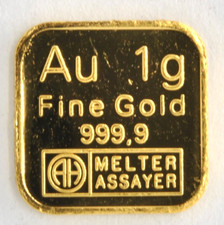 Au 1g
Fine Gold
999,9
MELTER
ASSAYER